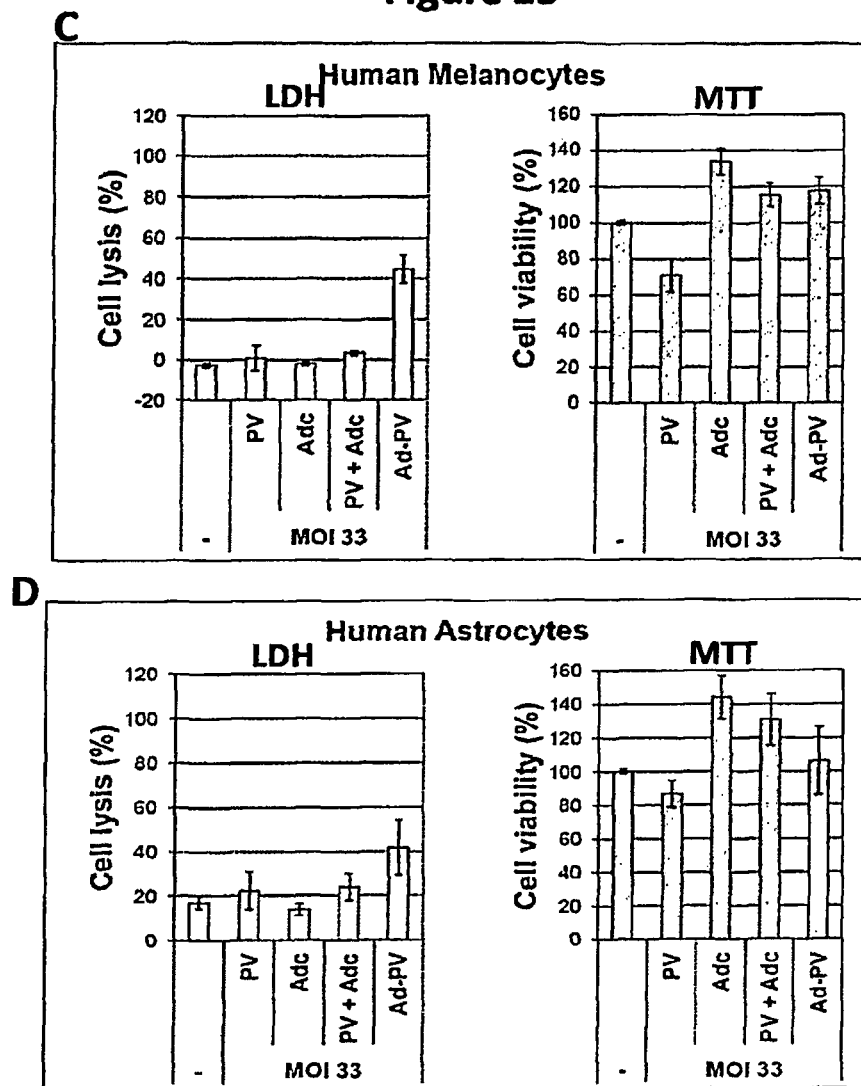 C
Human Melanocytes
LDH
MTT
Cell lysis (%)
120
100
80
60
40
20
0
-20
-
PV
Adc
PV + Adc
Ad-PV
MOI 33
Cell viability (%)
160
140
120
100
80
60
40
20
0
-
PV
Adc
PV + Adc
Ad-PV
MOI 33
D
Human Astrocytes
LDH
MTT
Cell lysis (%)
120
100
80
60
40
20
0
-
PV
Adc
PV + Adc
Ad-PV
MOI 33
Cell viability (%)
160
140
120
100
80
60
40
20
0
-
PV
Adc
PV + Adc
Ad-PV
MOI 33